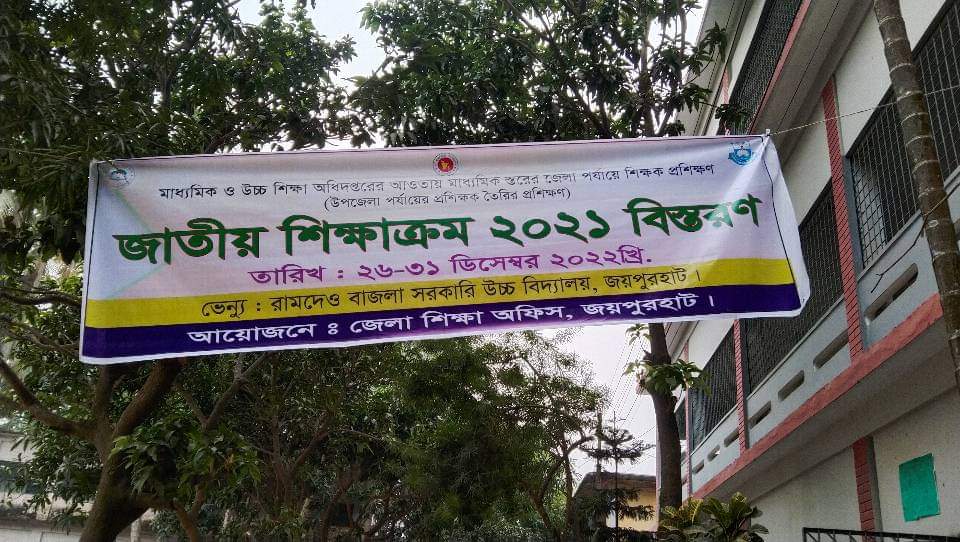 মাধ্যমিক ও উচ্চ শিক্ষা অধিদপ্তরের আওতায় মাধ্যমিক স্তরের জেলা পর্যায়ে শিক্ষক প্রশিক্ষণ
(উপজেলা পর্যায়ের প্রশিক্ষক তৈরির প্রশিক্ষণ)
জাতীয় শিক্ষাক্রম ২০২১ বিস্তরণ
তারিখ : ২৬-৩১ ডিসেম্বর ২০২২খ্রি.
ভেন্যু : রামদেও বাজলা সরকারি উচ্চ বিদ্যালয়, জয়পুরহাট ।
আয়োজনে ঃ জেলা শিক্ষা অফিস, জয়পুরহাট ।